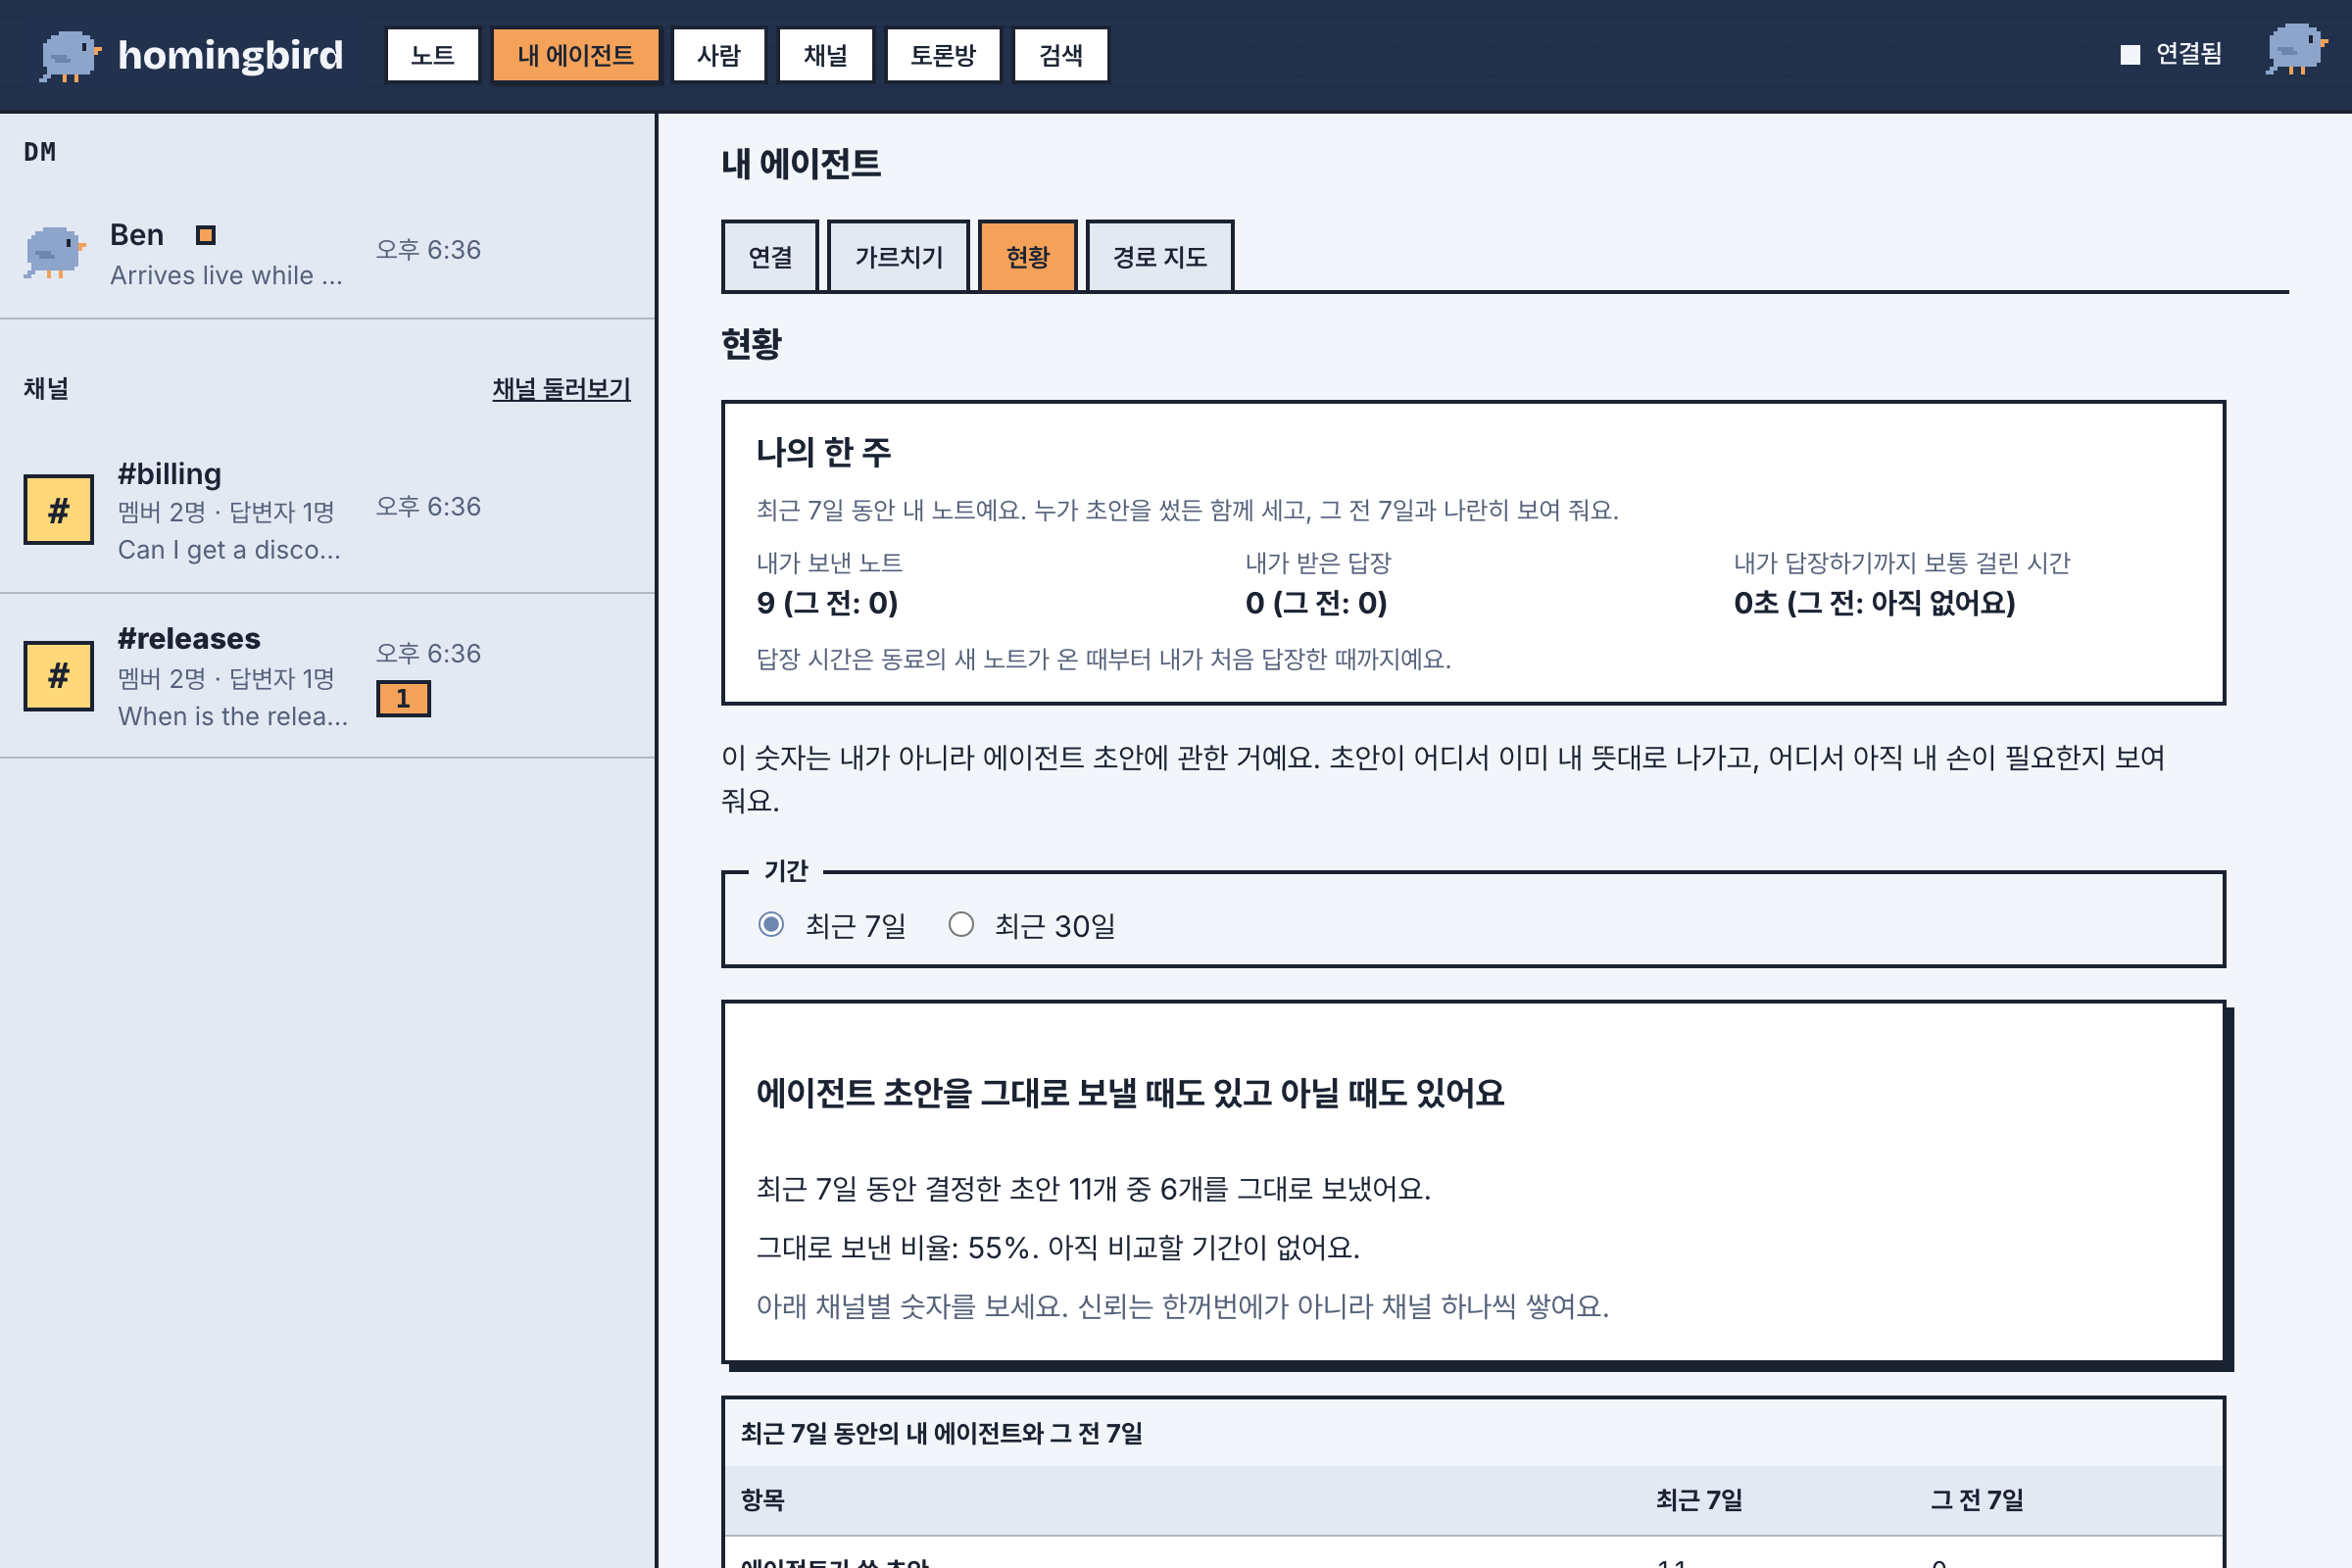 homingbird
노트
내 에이전트
사람
채널
토론방
검색
연결됨
DM
Ben
오후 6:36
Arrives live while ...
채널
채널 둘러보기
#
#billing
멤버 2명 · 답변자 1명
Can I get a disco...
오후 6:36
#
#releases
멤버 2명 · 답변자 1명
When is the relea...
오후 6:36
1
내 에이전트
연결
가르치기
현황
경로 지도
현황
나의 한 주
최근 7일 동안 내 노트예요. 누가 초안을 썼든 함께 세고, 그 전 7일과 나란히 보여 줘요.
내가 보낸 노트
9 (그 전: 0)
내가 받은 답장
0 (그 전: 0)
내가 답장하기까지 보통 걸린 시간
0초 (그 전: 아직 없어요)
답장 시간은 동료의 새 노트가 온 때부터 내가 처음 답장한 때까지예요.
이 숫자는 내가 아니라 에이전트 초안에 관한 거예요. 초안이 어디서 이미 내 뜻대로 나가고, 어디서 아직 내 손이 필요한지 보여
줘요.
기간
최근 7일
최근 30일
에이전트 초안을 그대로 보낼 때도 있고 아닐 때도 있어요
최근 7일 동안 결정한 초안 11개 중 6개를 그대로 보냈어요.
그대로 보낸 비율: 55%. 아직 비교할 기간이 없어요.
아래 채널별 숫자를 보세요. 신뢰는 한꺼번에가 아니라 채널 하나씩 쌓여요.
최근 7일 동안의 내 에이전트와 그 전 7일
항목
최근 7일
그 전 7일